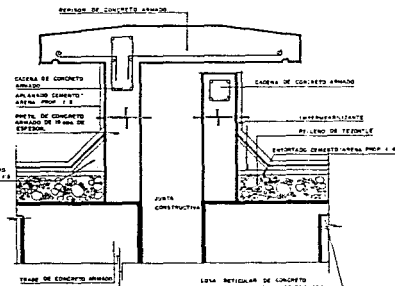 REPISON DE CONCRETO ARMADO
CADENA DE CONCRETO
ARMADO
APLANADO CEMENTO
ARENA PROP. 1:5
PRETIL DE CONCRETO
ARMADO DE 10 cms. DE
ESPESOR.
CADENA DE CONCRETO ARMADO
IMPERMEABILIZANTE
RELLENO DE TEZONTLE
ENTORTADO CEMENTO/ARENA PROP. 1:
JUNTA
CONSTRUCTIVA
TRABE DE CONCRETO ARMADO
LOSA RETICULAR DE CONCRETO